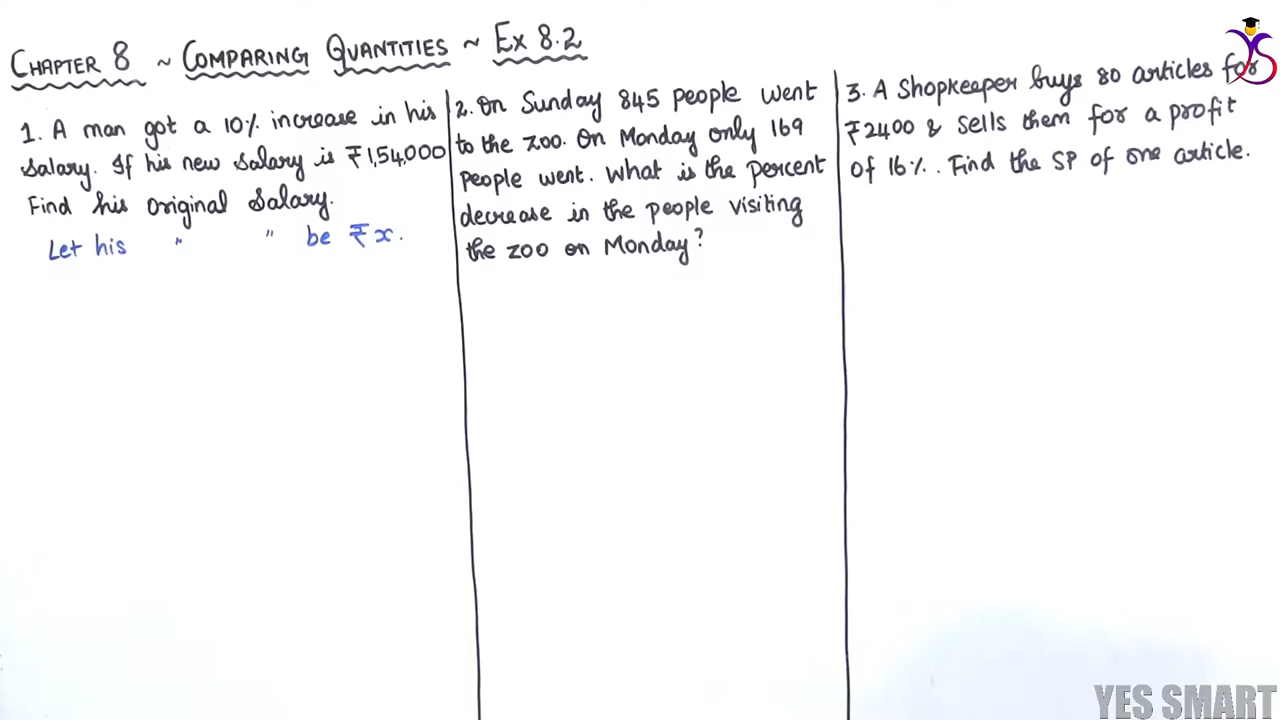 CHAPTER 8 ~ COMPARING QUANTITIES ~ Ex 8.2
1. A man got a 10% increase in his
Salary. If his new Salary is ₹1,54,000
Find his original Salary.
Let his " " be ₹x.
2. On Sunday 845 people went
to the zoo. On Monday only 169
People went. What is the percent
decrease in the people visiting
the zoo on Monday?
3. A Shopkeeper buys 80 articles for
₹2400 & Sells them for a profit
of 16%. Find the SP of one article.
YES SMART